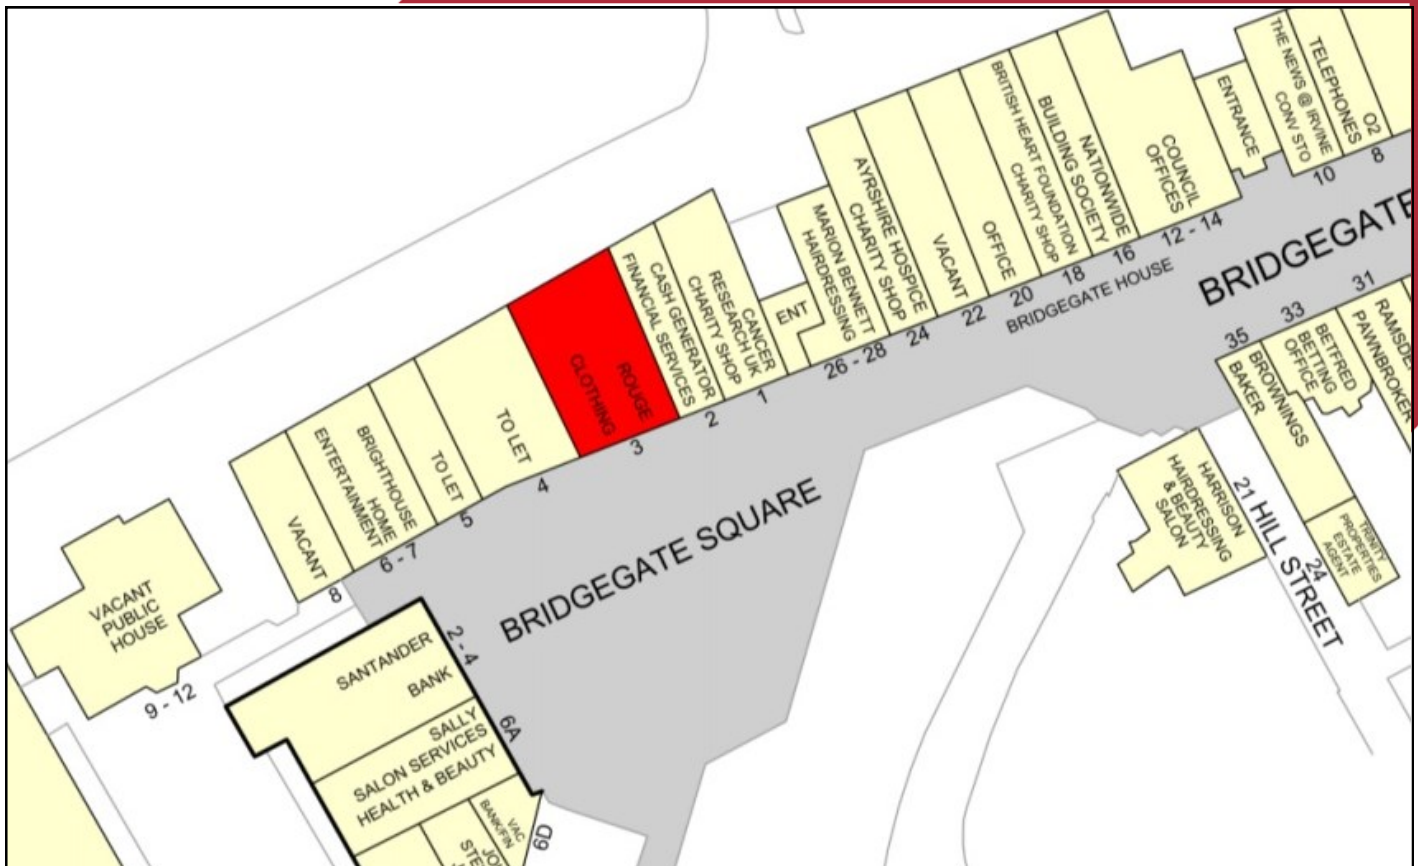 THE NEWS @ IRVINE
CONV STO
10
TELEPHONES
O2
8
ENTRANCE
COUNCIL
OFFICES
12 - 14
NATIONWIDE
BUILDING SOCIETY
16
BRITISH HEART FOUNDATION
CHARITY SHOP
18
OFFICE
20
VACANT
22
AYRSHIRE HOSPICE
CHARITY SHOP
24
MARION BENNETT
HAIRDRESSING
26 - 28
BRIDGEGATE HOUSE
BRIDGEGATE
ENT
CANCER
RESEARCH UK
CHARITY SHOP
1
CASH GENERATOR
FINANCIAL SERVICES
2
ROUGE
CLOTHING
3
TO LET
4
TO LET
5
BRIGHTHOUSE
HOME
ENTERTAINMENT
6 - 7
VACANT
8
VACANT
PUBLIC
HOUSE
9 - 12
BRIDGEGATE SQUARE
SANTANDER
BANK
2 - 4
SALLY
SALON SERVICES
HEALTH & BEAUTY
6A
VAC
BANK/FIN
6D
JO
STE
31
33
35
RAMSDE
PAWNBROKER
BETFRED
BETTING
OFFICE
BROWNINGS
BAKER
HARRISON
HAIRDRESSING
& BEAUTY
SALON
21 HILL STREET
24
TRINITY
PROPERTIES
ESTATE
AGENT